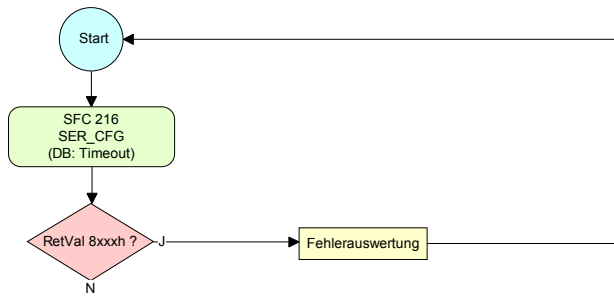 Start
SFC 216
SER_CFG
(DB: Timeout)
RetVal 8xxxh ?
J
Fehlerauswertung
N